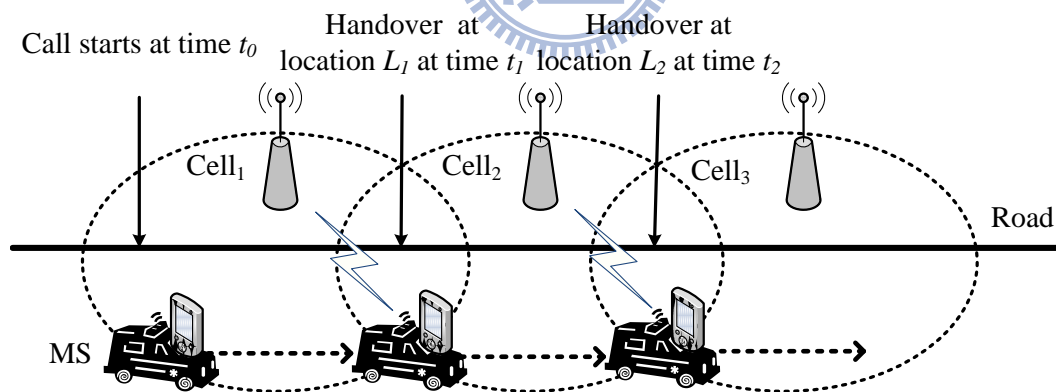 Call starts at time t0
Handover at
location L1 at time t1
Handover at
location L2 at time t2
Cell1
Cell2
Cell3
Road
MS